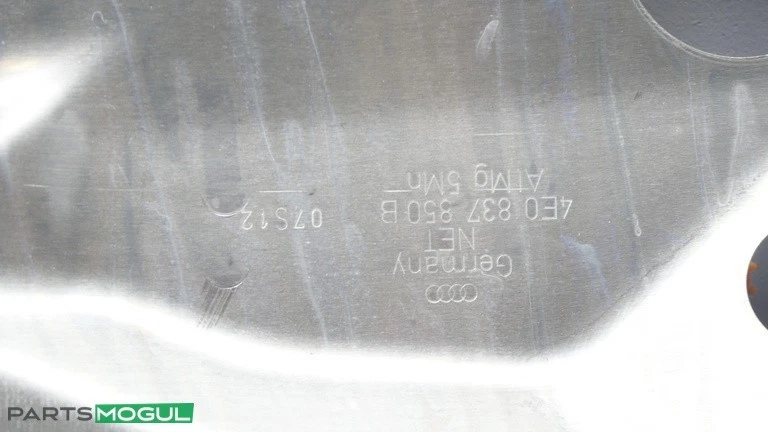 Germany
NET
4E0 837 850 B
07S12
AlMg 5Mn
PARTSMOGUL